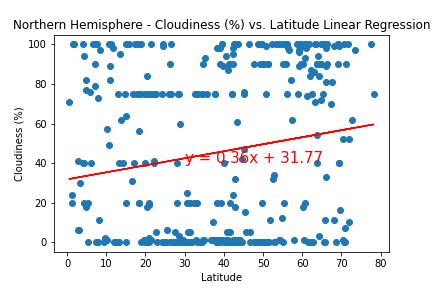 Northern Hemisphere - Cloudiness (%) vs. Latitude Linear Regression
100
80
60
40
20
0
Cloudiness (%)
y = 0.36x + 31.77
0 10 20 30 40 50 60 70 80
Latitude